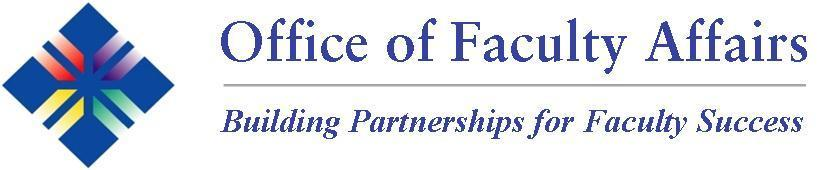 Office of Faculty Affairs
Building Partnerships for Faculty Success